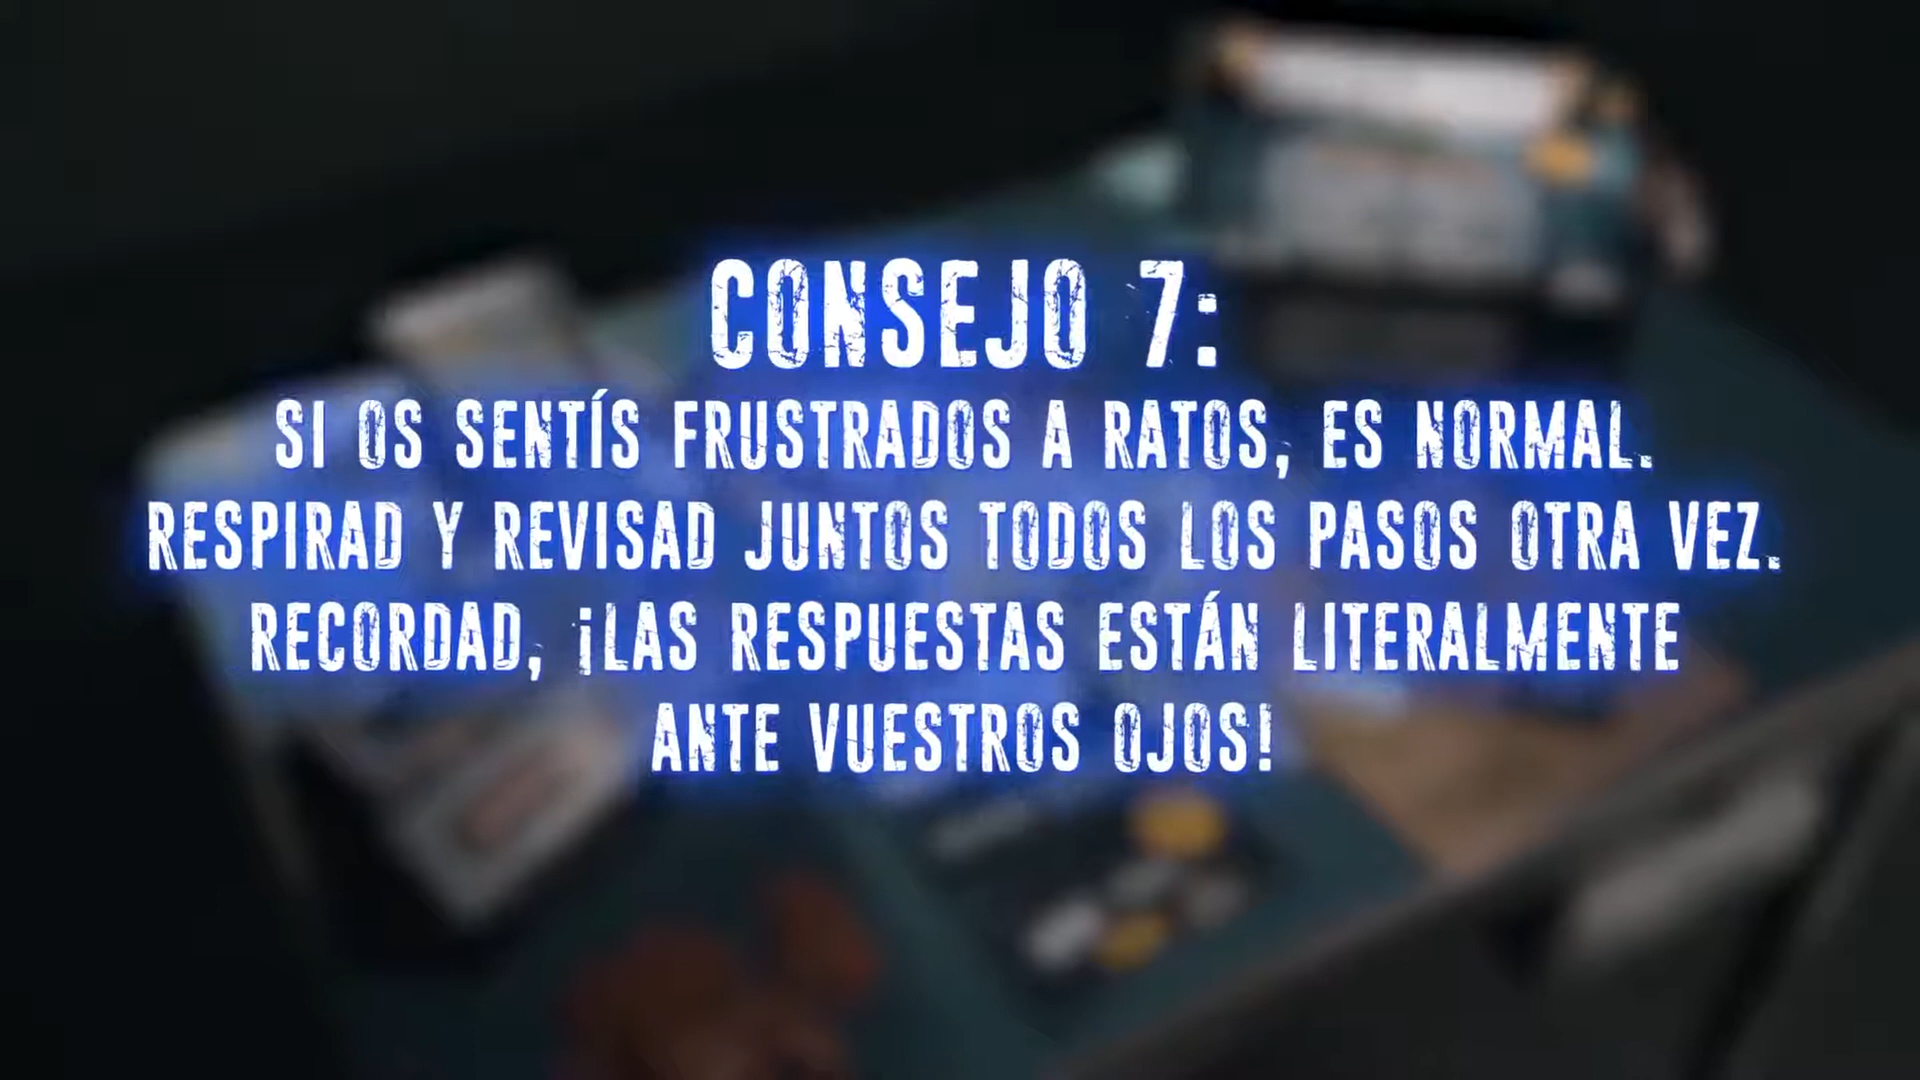 CONSEJO 7:
SI OS SENTÍS FRUSTRADOS A RATOS, ES NORMAL.
RESPIRAD Y REVISAD JUNTOS TODOS LOS PASOS OTRA VEZ.
RECORDAD, ¡LAS RESPUESTAS ESTÁN LITERALMENTE
ANTE VUESTROS OJOS!